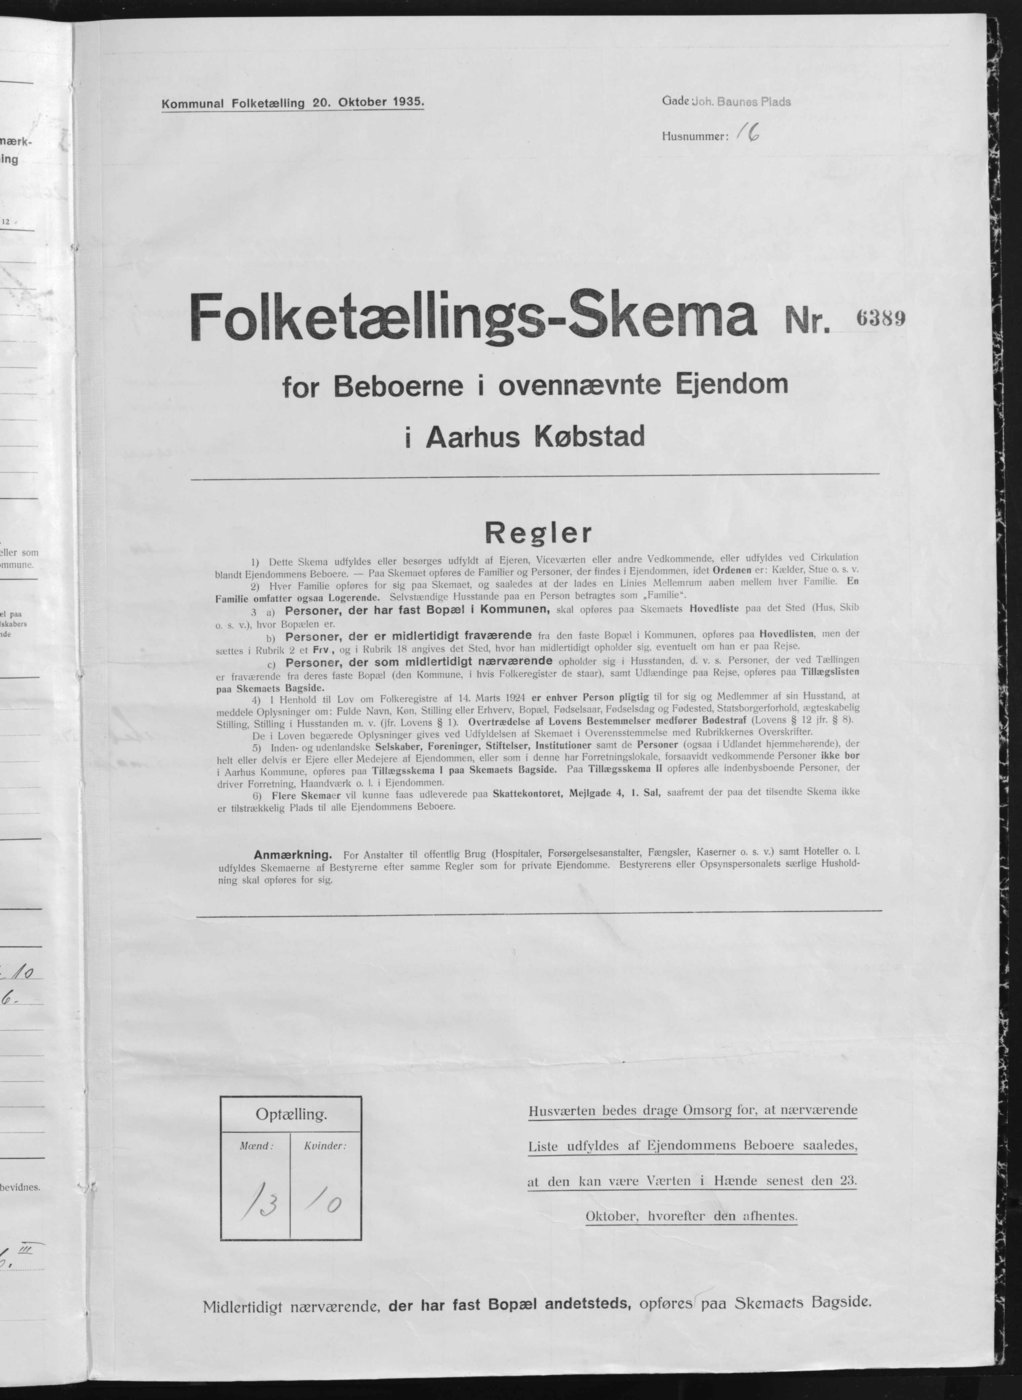 Kommunal Folketælling 20. Oktober 1935.
Gade: Joh. Baunes Plads
Husnummer: 16
Folketællings-Skema Nr. 6389
for Beboerne i ovennævnte Ejendom
i Aarhus Købstad
Regler
1) Dette Skema udfyldes eller besørges udfyldt af Ejeren, Viceværten eller andre Vedkommende, eller udfyldes ved Cirkulation
blandt Ejendommens Beboere. — Paa Skemaet opføres de Familier og Personer, der findes i Ejendommen, idet Ordenen er: Kælder, Stue o. s. v.
2) Hver Familie opføres for sig paa Skemaet, og saaledes at der lades en Linies Mellemrum aaben mellem hver Familie. En
Familie omfatter ogsaa Logerende. Selvstændige Husstande paa en Person betragtes som „Familie".
3 a) Personer, der har fast Bopæl i Kommunen, skal opføres paa Skemaets Hovedliste paa det Sted (Hus, Skib
o. s. v.), hvor Bopælen er.
b) Personer, der er midlertidigt fraværende fra den faste Bopæl i Kommunen, opføres paa Hovedlisten, men der
sættes i Rubrik 2 et Frv., og i Rubrik 18 angives det Sted, hvor han midlertidigt opholder sig, eventuelt om han er paa Rejse.
c) Personer, der som midlertidigt nærværende opholder sig i Husstanden, d. v. s. Personer, der ved Tællingen
er fraværende fra deres faste Bopæl (den Kommune, i hvis Folkeregister de staar), samt Udlændinge paa Rejse, opføres paa Tillægslisten
paa Skemaets Bagside.
4) I Henhold til Lov om Folkeregistre af 14. Marts 1924 er enhver Person pligtig til for sig og Medlemmer af sin Husstand, at
meddele Oplysninger om: Fulde Navn, Køn, Stilling eller Erhverv, Bopæl, Fødselsaar, Fødselsdag og Fødested, Statsborgerforhold, ægteskabelig
Stilling, Stilling i Husstanden m. v. (jfr. Lovens § 1). Overtrædelse af Lovens Bestemmelser medfører Bødestraf (Lovens § 12 jfr. § 8).
De i Loven begærede Oplysninger gives ved Udfyldelsen af Skemaet i Overensstemmelse med Rubrikkernes Overskrifter.
5) Inden- og udenlandske Selskaber, Foreninger, Stiftelser, Institutioner samt de Personer (ogsaa i Udlandet hjemmehørende), der
helt eller delvis er Ejere eller Medejere af Ejendommen, eller som i denne har Forretningslokale, forsaavidt vedkommende Personer ikke bor
i Aarhus Kommune, opføres paa Tillægsskema I paa Skemaets Bagside. Paa Tillægsskema II opføres alle indenbysboende Personer, der
driver Forretning, Haandværk o. l. i Ejendommen.
6) Flere Skemaer vil kunne faas udleverede paa Skattekontoret, Mejlgade 4, 1. Sal, saafremt der paa det tilsendte Skema ikke
er tilstrækkelig Plads til alle Ejendommens Beboere.
Anmærkning. For Anstalter til offentlig Brug (Hospitaler, Forsørgelsesanstalter, Fængsler, Kaserner o. s. v.) samt Hoteller o. l.
udfyldes Skemaerne af Bestyrerne efter samme Regler som for private Ejendomme. Bestyrerens eller Opsynspersonalets særlige Hushold-
ning skal opføres for sig.
Optælling.
Mænd: Kvinder:
13 10
Husværten bedes drage Omsorg for, at nærværende
Liste udfyldes af Ejendommens Beboere saaledes,
at den kan være Værten i Hænde senest den 23.
Oktober, hvorefter den afhentes.
Midlertidigt nærværende, der har fast Bopæl andetsteds, opføres paa Skemaets Bagside.